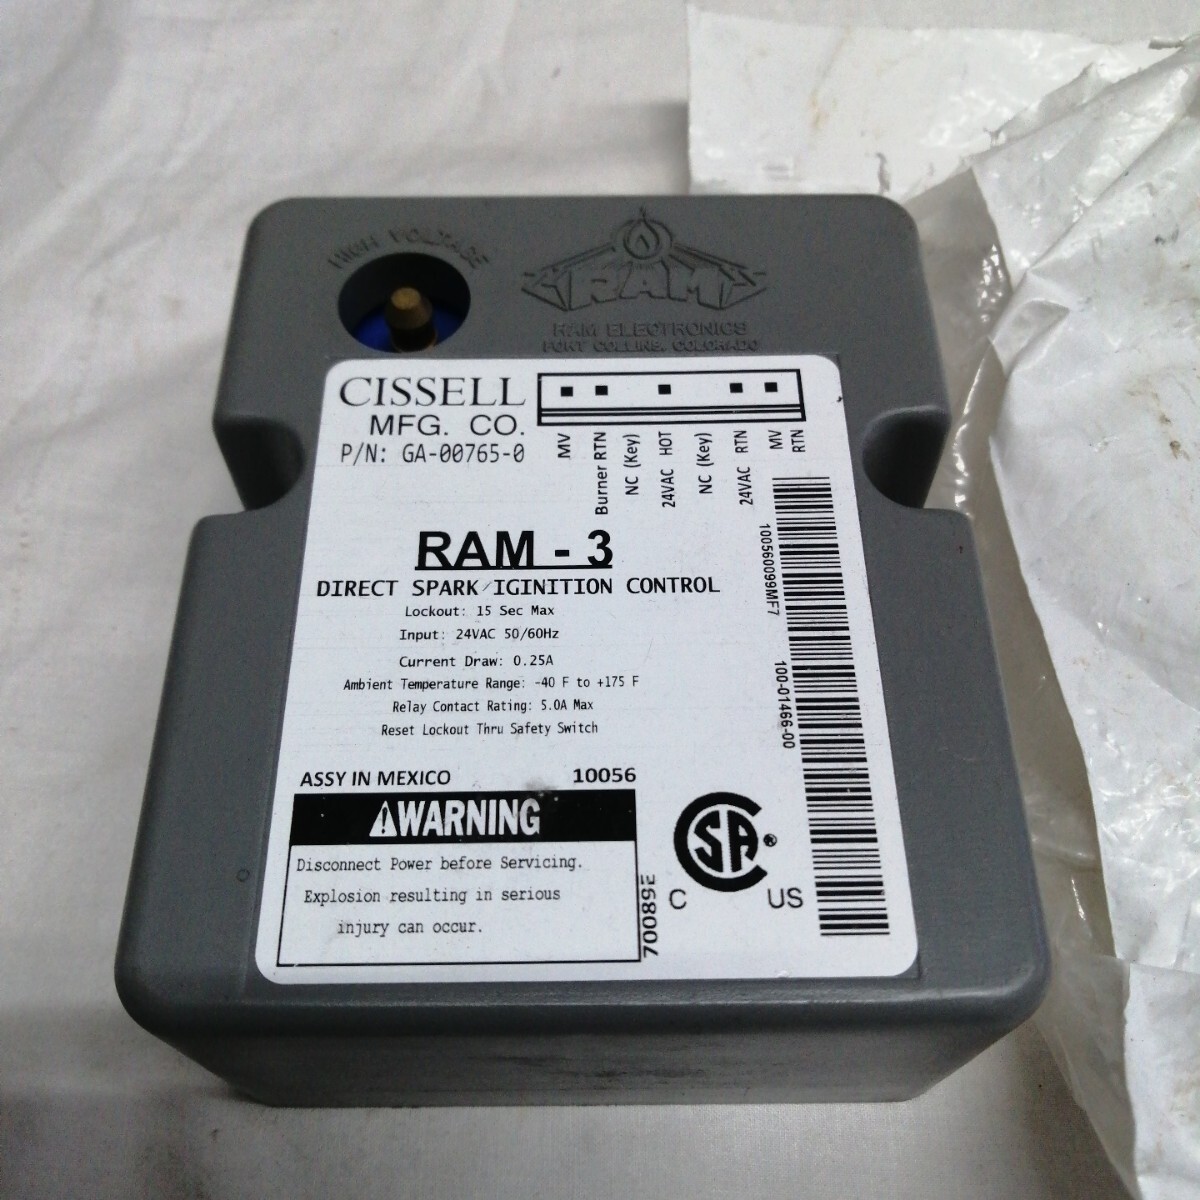 HIGH VOLTAGE
RAM
RAM ELECTRONICS
FORT COLLINS, COLORADO
CISSELL
MFG. CO.
P/N: GA-00765-0
MV
Burner RTN
NC (Key)
24VAC HOT
NC (Key)
24VAC RTN
MV
RTN
RAM - 3
DIRECT SPARK IGINITION CONTROL
Lockout: 15 Sec Max
Input: 24VAC 50/60Hz
Current Draw: 0.25A
Ambient Temperature Range: -40 F to +175 F
Relay Contact Rating: 5.0A Max
Reset Lockout Thru Safety Switch
100560099MF7
100-01466-00
ASSY IN MEXICO 10056
WARNING
Disconnect Power before Servicing.
Explosion resulting in serious
injury can occur.
70089E
CSA ®
C US